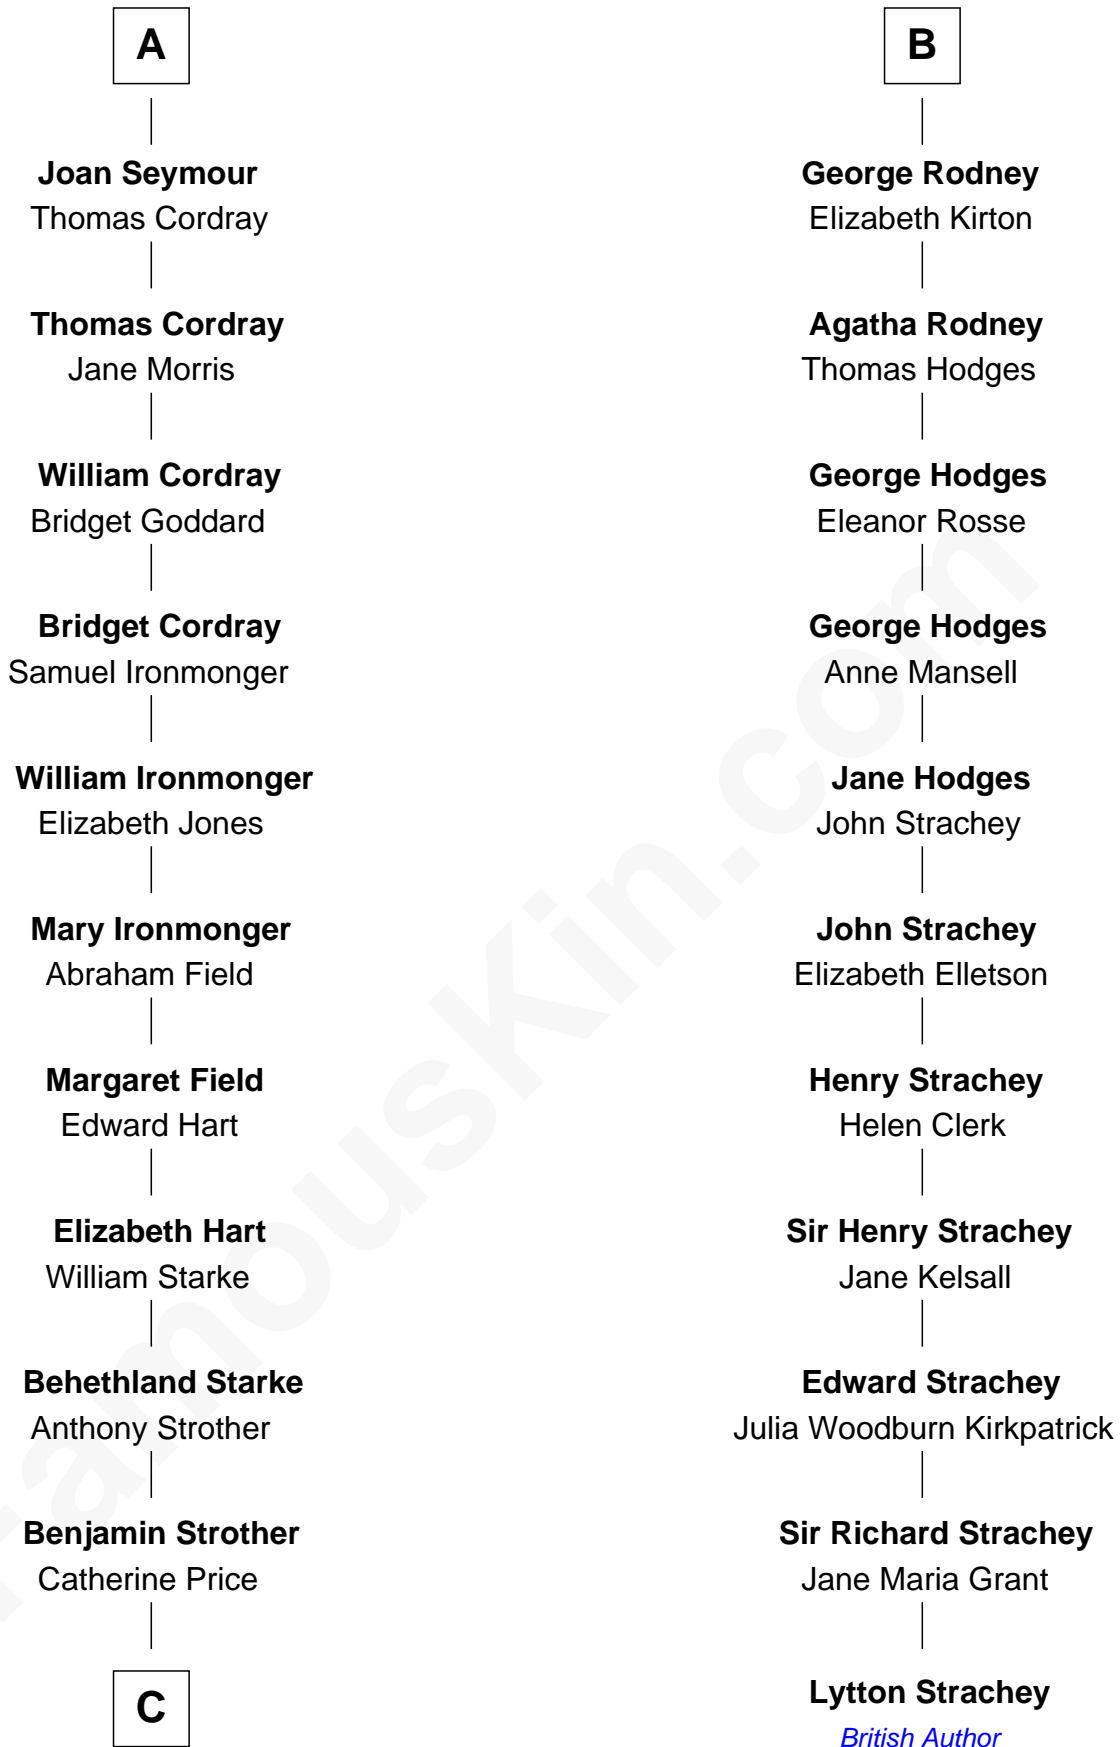 A
Joan Seymour
Thomas Cordray
Thomas Cordray
Jane Morris
William Cordray
Bridget Goddard
Bridget Cordray
Samuel Ironmonger
William Ironmonger
Elizabeth Jones
Mary Ironmonger
Abraham Field
Margaret Field
Edward Hart
Elizabeth Hart
William Starke
Behethland Starke
Anthony Strother
Benjamin Strother
Catherine Price
C
B
George Rodney
Elizabeth Kirton
Agatha Rodney
Thomas Hodges
George Hodges
Eleanor Rosse
George Hodges
Anne Mansell
Jane Hodges
John Strachey
John Strachey
Elizabeth Elletson
Henry Strachey
Helen Clerk
Sir Henry Strachey
Jane Kelsall
Edward Strachey
Julia Woodburn Kirkpatrick
Sir Richard Strachey
Jane Maria Grant
Lytton Strachey
British Author
FamousKin.com